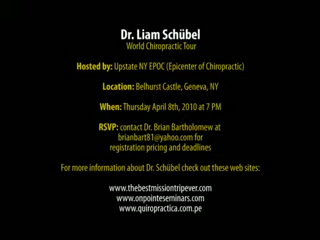 Dr. Liam Schübel
World Chiropractic Tour
Hosted by: Upstate NY EPOC (Epicenter of Chiropractic)
Location: Belhurst Castle, Geneva, NY
When: Thursday April 8th, 2010 at 7 PM
RSVP: contact Dr. Brian Bartholomew at
brianbart81@yahoo.com for
registration pricing and deadlines
For more information about Dr. Schübel check out these web sites:
www.thebestmissiontripever.com
www.onpointeseminars.com
www.quiropractica.com.pe